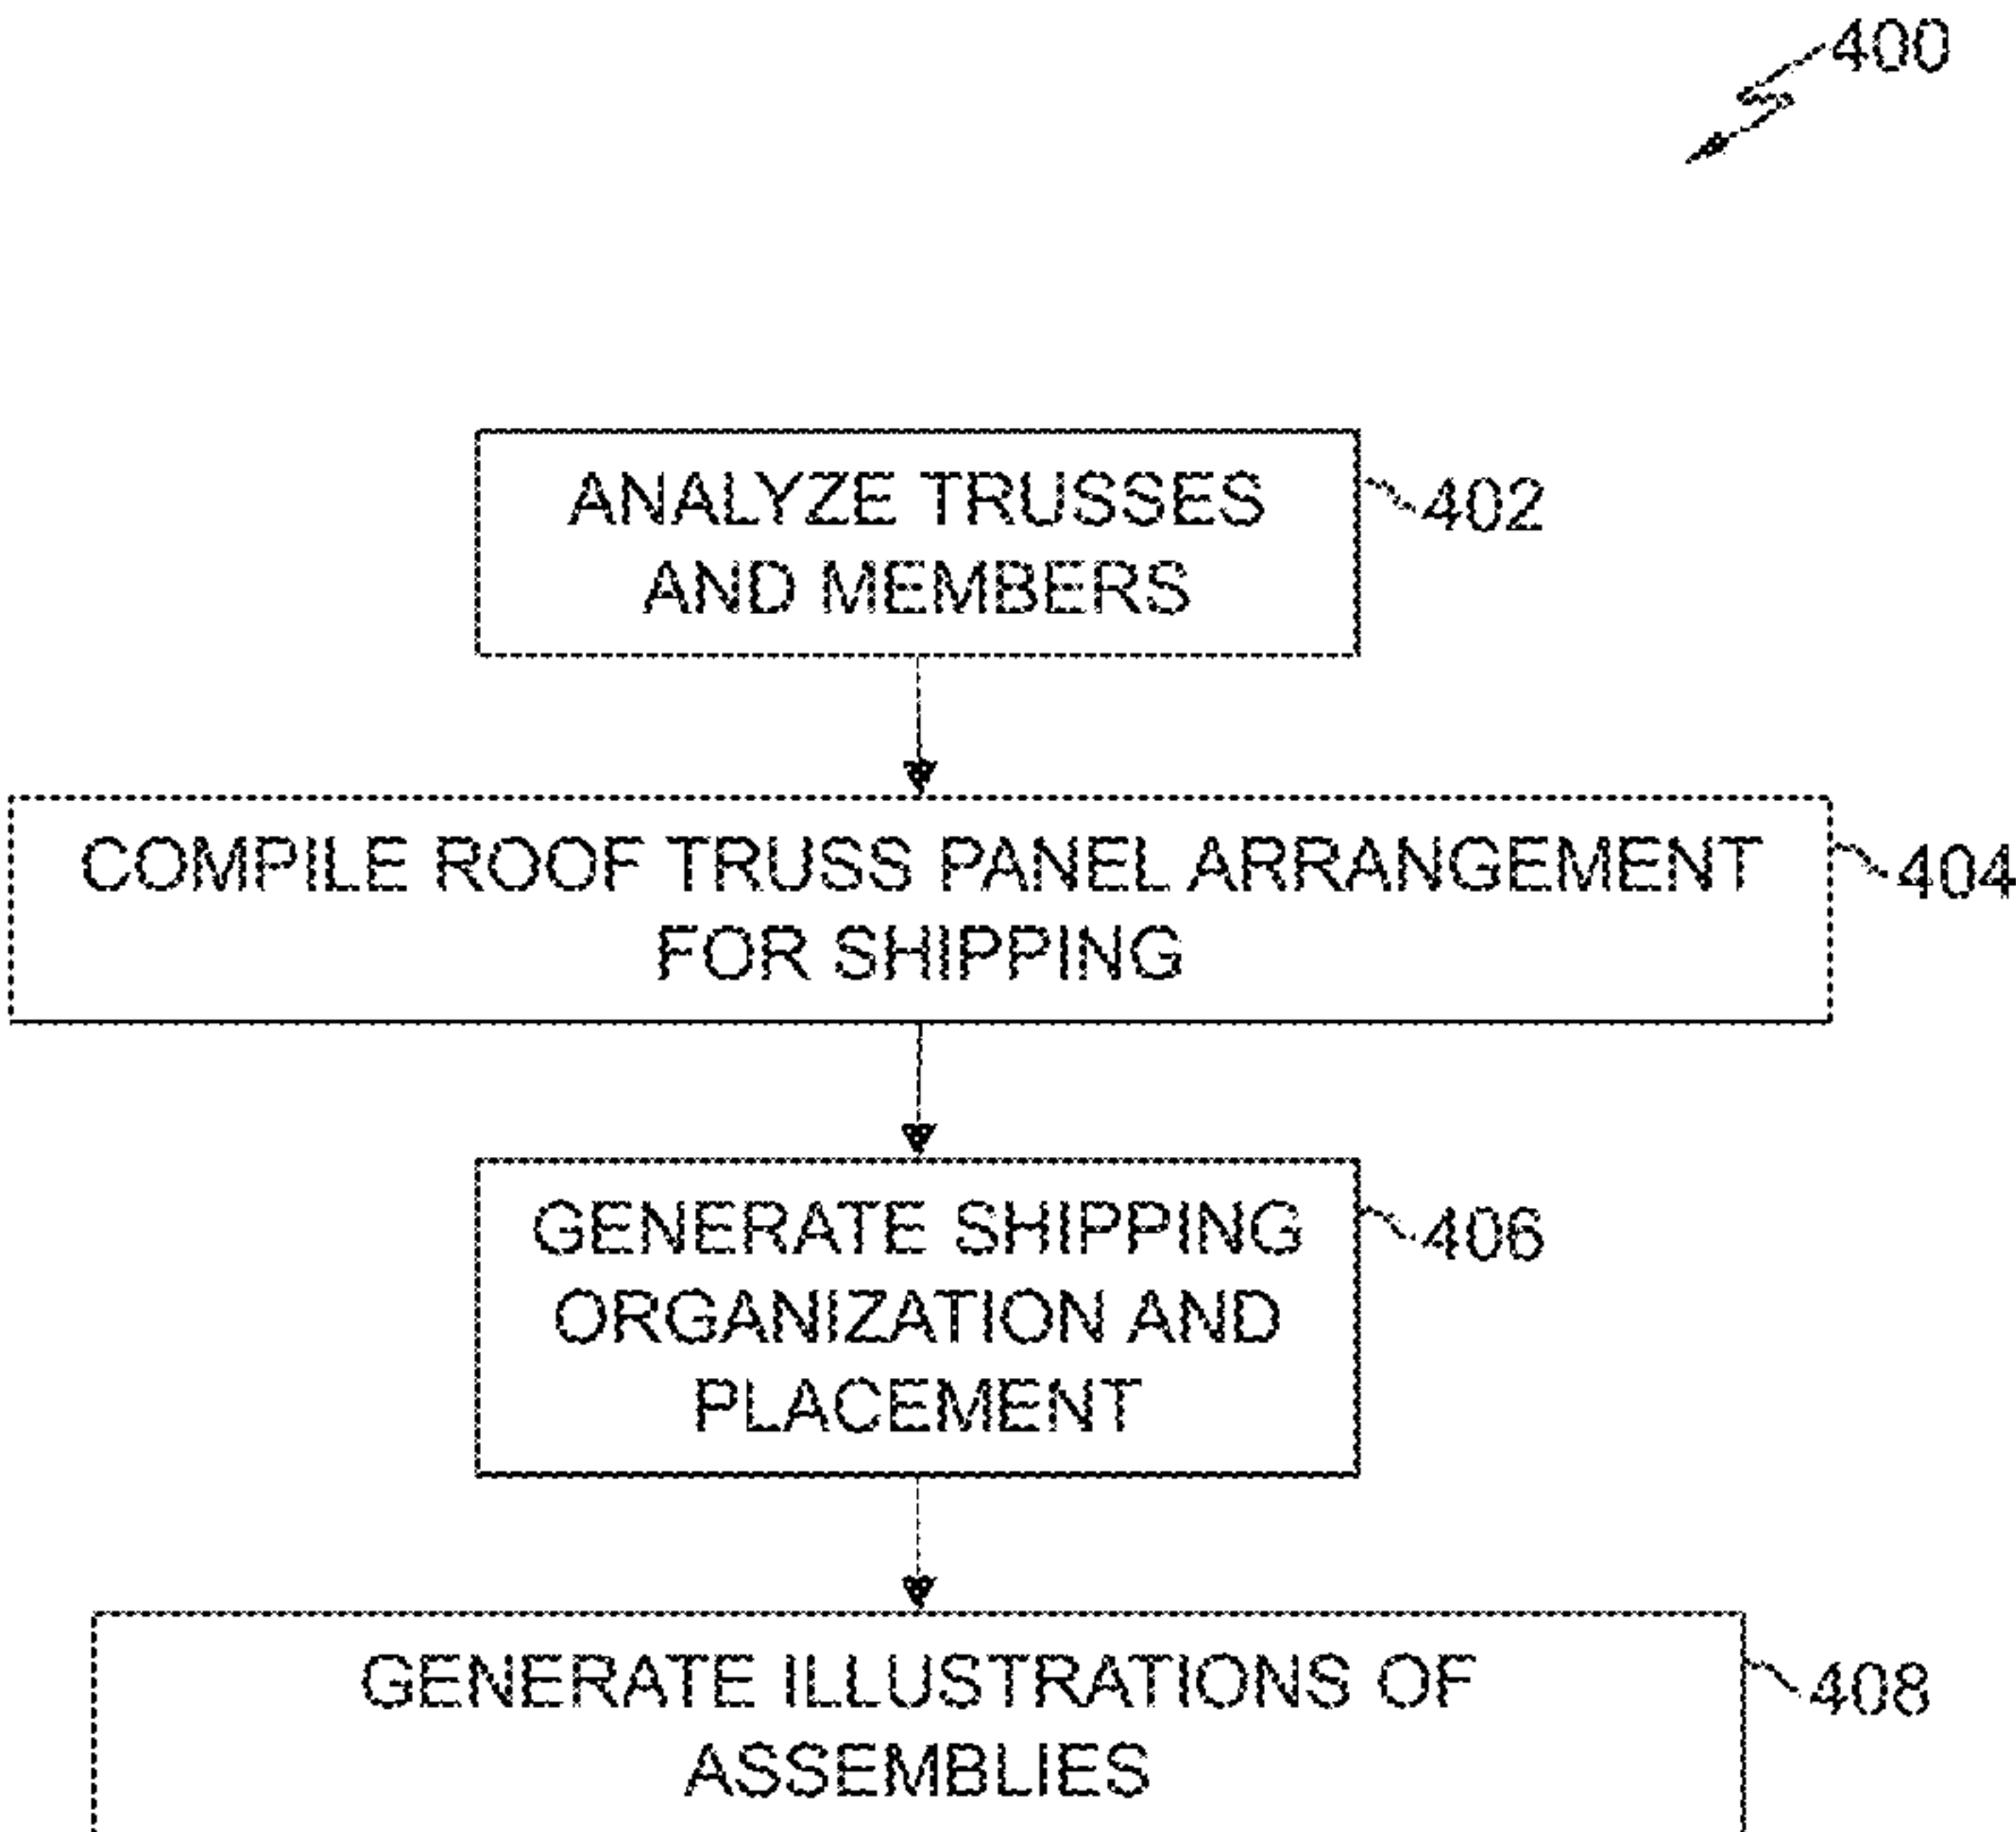 400
ANALYZE TRUSSES
AND MEMBERS
402
COMPILE ROOF TRUSS PANEL ARRANGEMENT
FOR SHIPPING
404
GENERATE SHIPPING
ORGANIZATION AND
PLACEMENT
406
GENERATE ILLUSTRATIONS OF
ASSEMBLIES
408